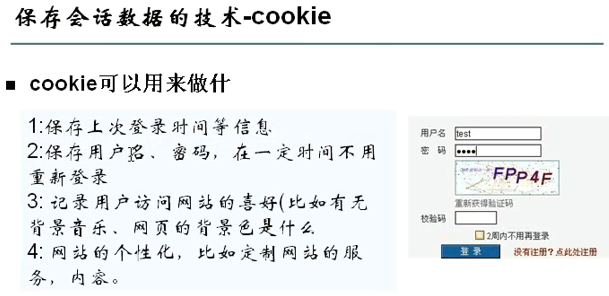 保存会话数据的技术-cookie
■ cookie可以用来做什
1:保存上次登录时间等信息
2:保存用户名、密码，在一定时间不用
重新登录
3: 记录用户访问网站的喜好(比如有无
背景音乐、网页的背景色是什么
4: 网站的个性化，比如定制网站的服
务，内容。
用户名 test
密 码 ●●●●
FPP4F
重新获得验证码
校验码
2周内不用再登录
登 录 没有注册？点此处注册